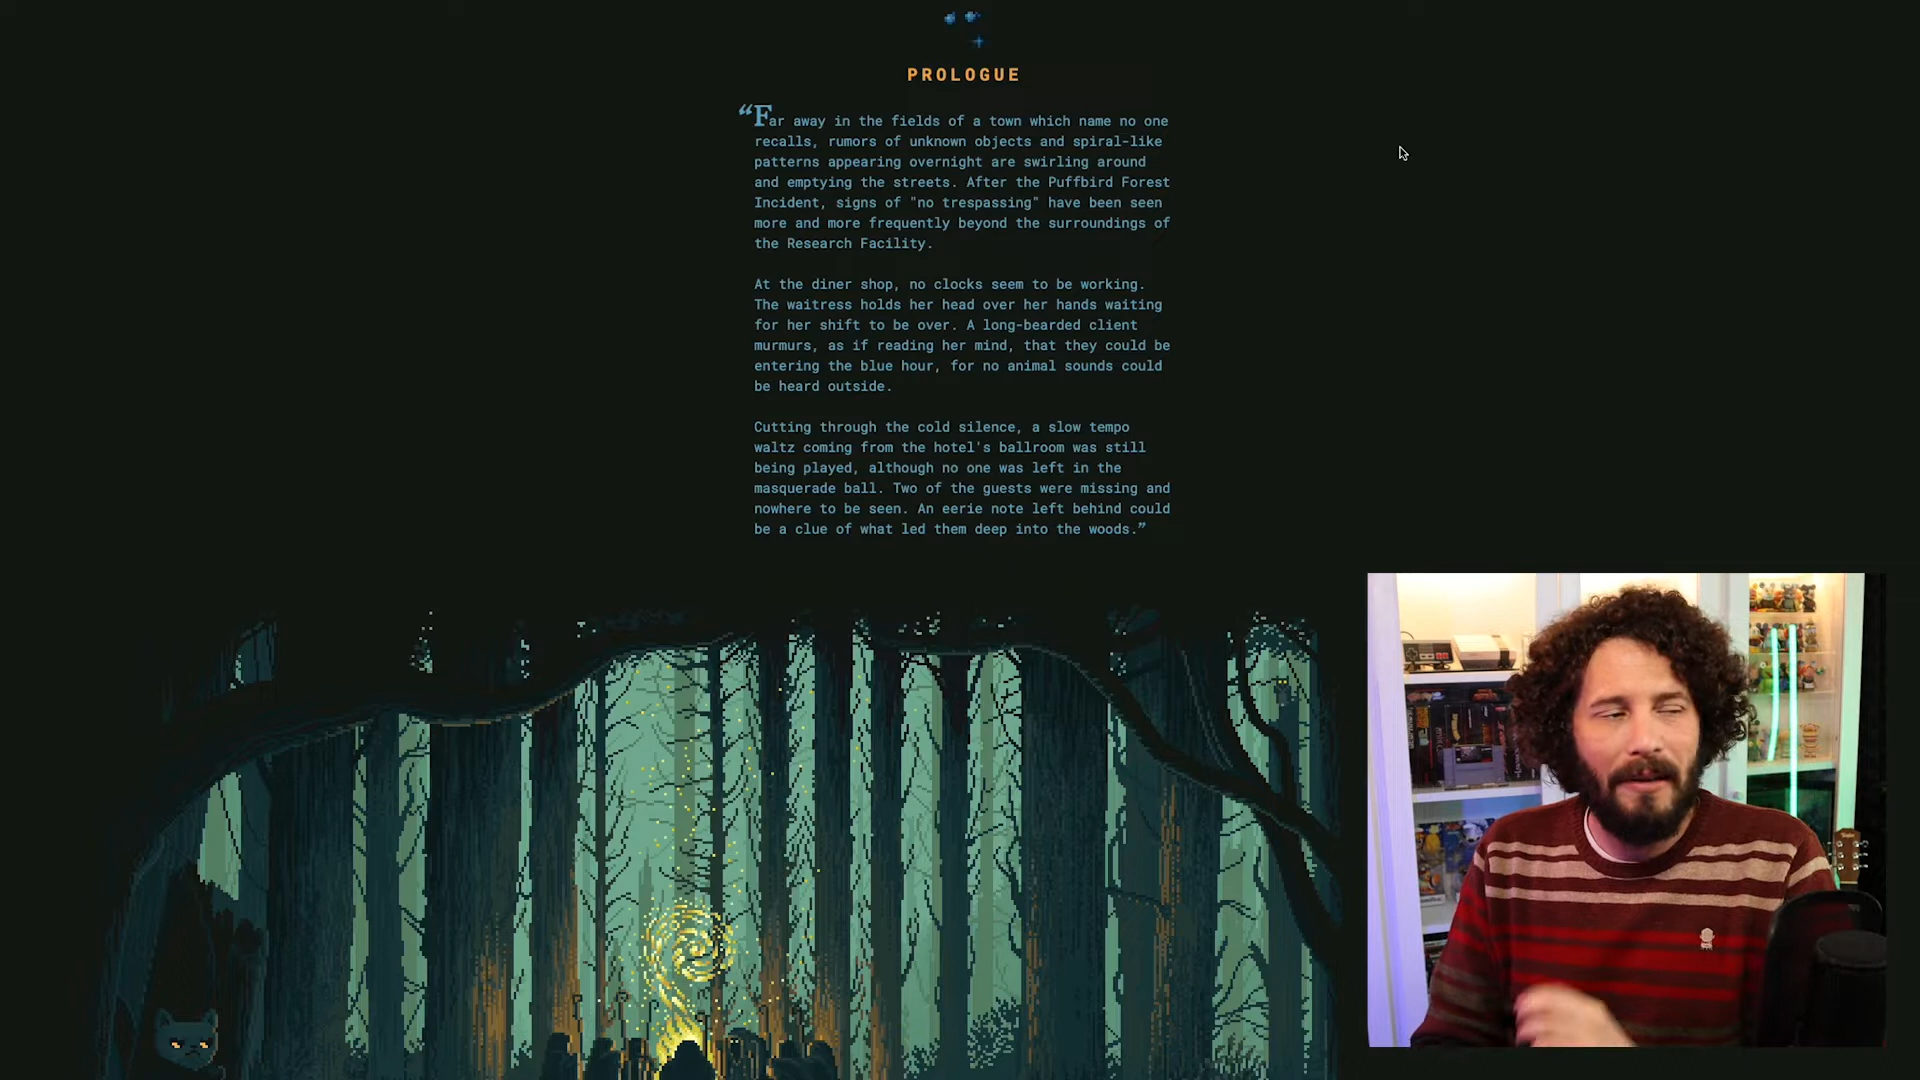 PROLOGUE
“Far away in the fields of a town which name no one
recalls, rumors of unknown objects and spiral-like
patterns appearing overnight are swirling around
and emptying the streets. After the Puffbird Forest
Incident, signs of "no trespassing" have been seen
more and more frequently beyond the surroundings of
the Research Facility.
At the diner shop, no clocks seem to be working.
The waitress holds her head over her hands waiting
for her shift to be over. A long-bearded client
murmurs, as if reading her mind, that they could be
entering the blue hour, for no animal sounds could
be heard outside.
Cutting through the cold silence, a slow tempo
waltz coming from the hotel's ballroom was still
being played, although no one was left in the
masquerade ball. Two of the guests were missing and
nowhere to be seen. An eerie note left behind could
be a clue of what led them deep into the woods.”